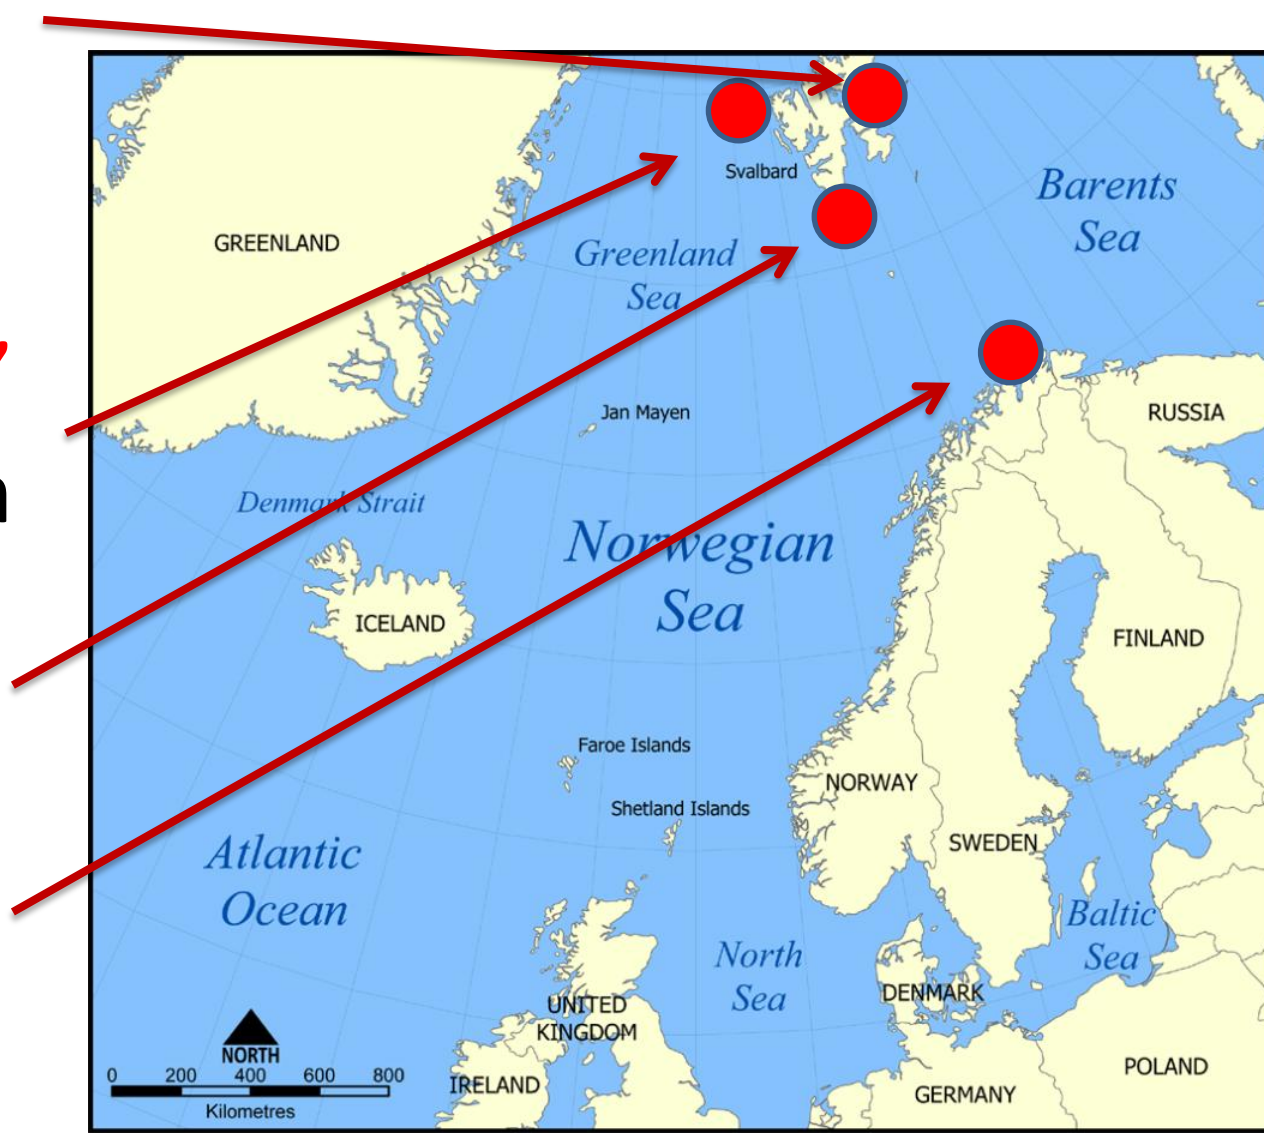 Svalbard
Barents
Sea
GREENLAND
Greenland
Sea
Jan Mayen
RUSSIA
Denmark Strait
Norwegian
Sea
ICELAND
FINLAND
Faroe Islands
NORWAY
Shetland Islands
SWEDEN
Atlantic
Ocean
Baltic
Sea
North
Sea
DENMARK
UNITED
KINGDOM
NORTH
0 200 400 600 800
Kilometres
IRELAND
POLAND
GERMANY